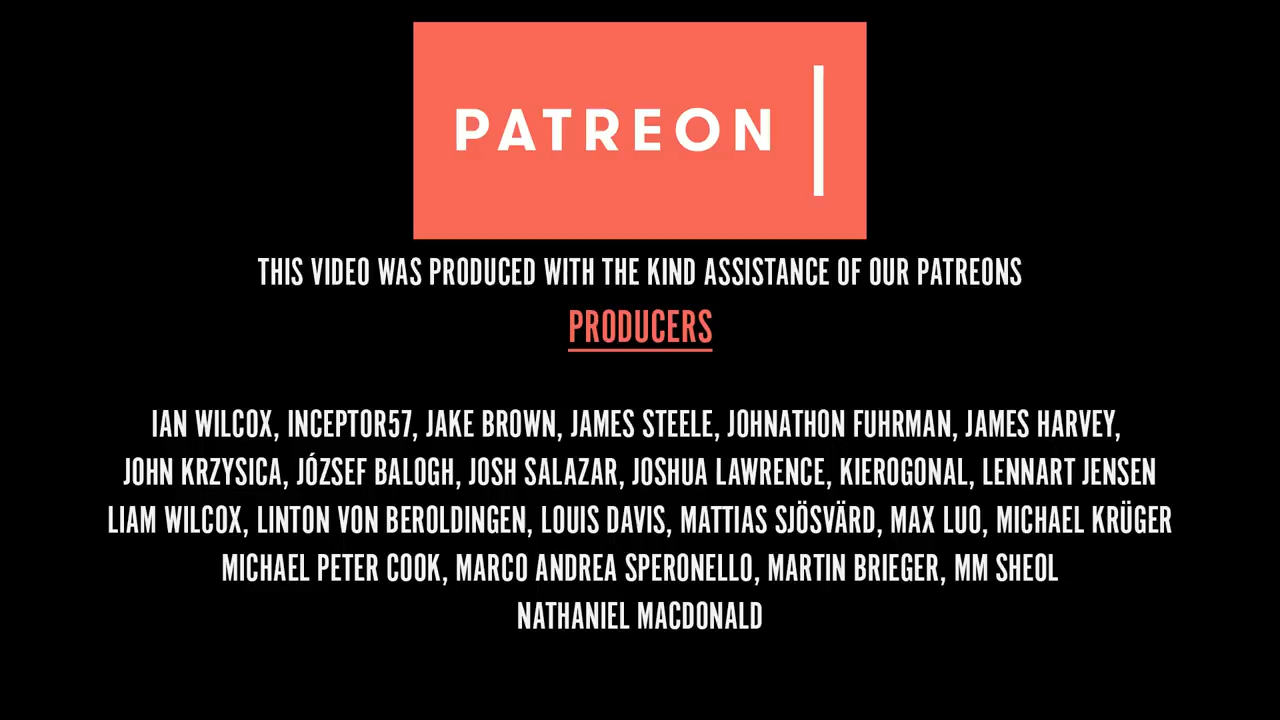 PATREON
THIS VIDEO WAS PRODUCED WITH THE KIND ASSISTANCE OF OUR PATREONS
PRODUCERS
IAN WILCOX, INCEPTOR57, JAKE BROWN, JAMES STEELE, JOHNATHON FUHRMAN, JAMES HARVEY,
JOHN KRZYSICA, JÓZSEF BALOGH, JOSH SALAZAR, JOSHUA LAWRENCE, KIEROGONAL, LENNART JENSEN
LIAM WILCOX, LINTON VON BEROLDINGEN, LOUIS DAVIS, MATTIAS SJÖSVÄRD, MAX LUO, MICHAEL KRÜGER
MICHAEL PETER COOK, MARCO ANDREA SPERONELLO, MARTIN BRIEGER, MM SHEOL
NATHANIEL MACDONALD